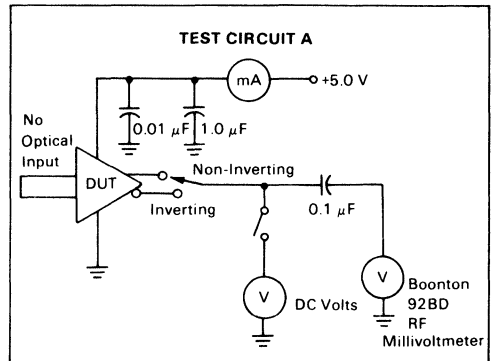 TEST CIRCUIT A
mA
+5.0 V
0.01 µF
1.0 µF
No
Optical
Input
DUT
Non-Inverting
Inverting
0.1 µF
V
DC Volts
V
Boonton
92BD
RF
Millivoltmeter